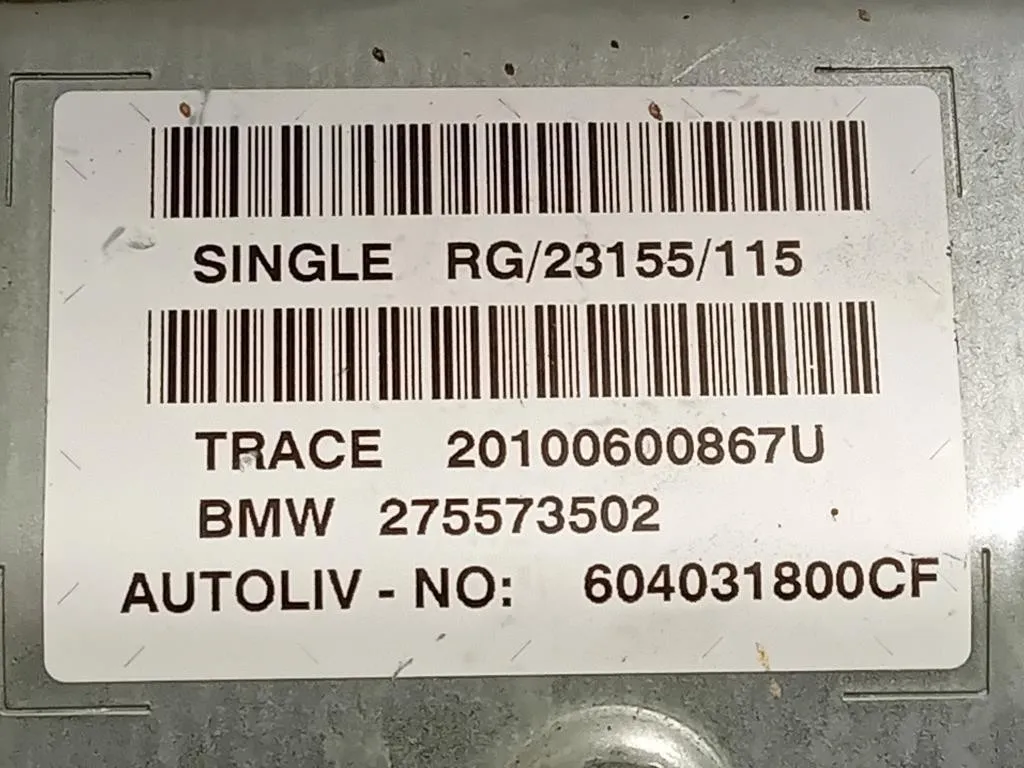 SINGLE RG/23155/115
TRACE 20100600867U
BMW 275573502
AUTOLIV - NO: 604031800CF